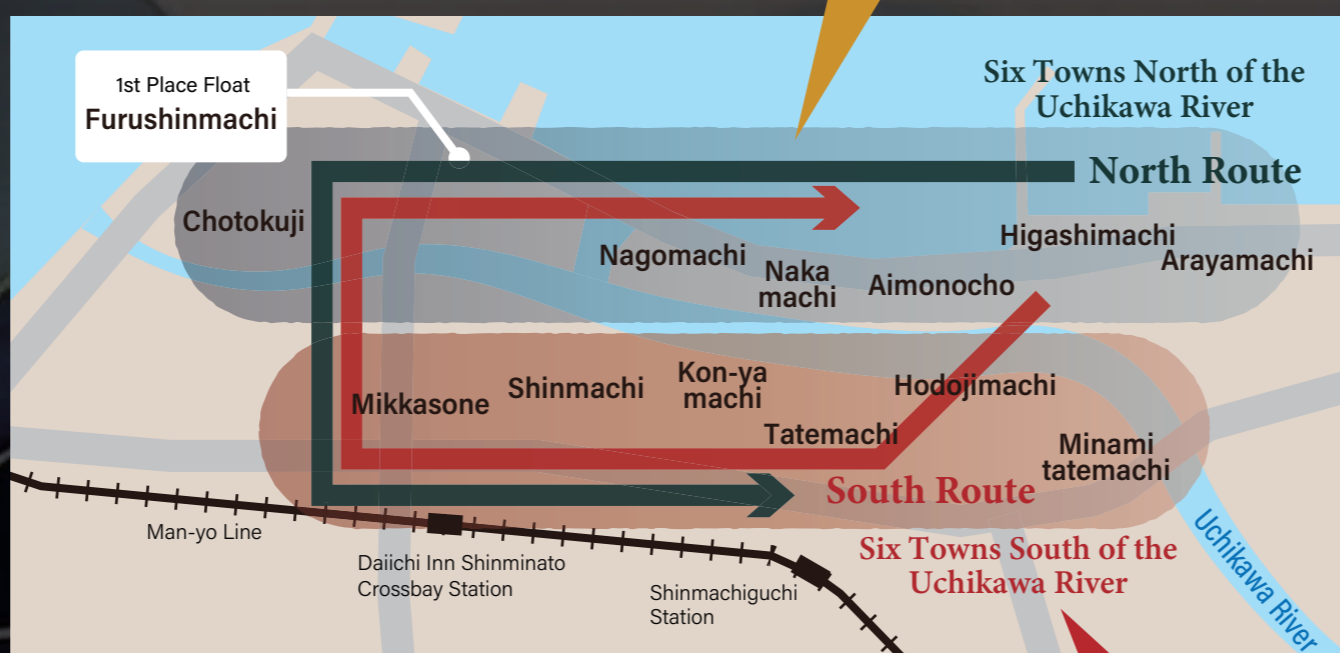 1st Place Float
Furushinmachi
Six Towns North of the
Uchikawa River
North Route
Chotokuji
Nagomachi
Naka
machi
Aimonocho
Higashimachi
Arayamachi
Mikkasone
Shinmachi
Kon-ya
machi
Tatemachi
Hodojimachi
Minami
tatemachi
South Route
Six Towns South of the
Uchikawa River
Uchikawa River
Man-yo Line
Daiichi Inn Shinminato
Crossbay Station
Shinmachiguchi
Station